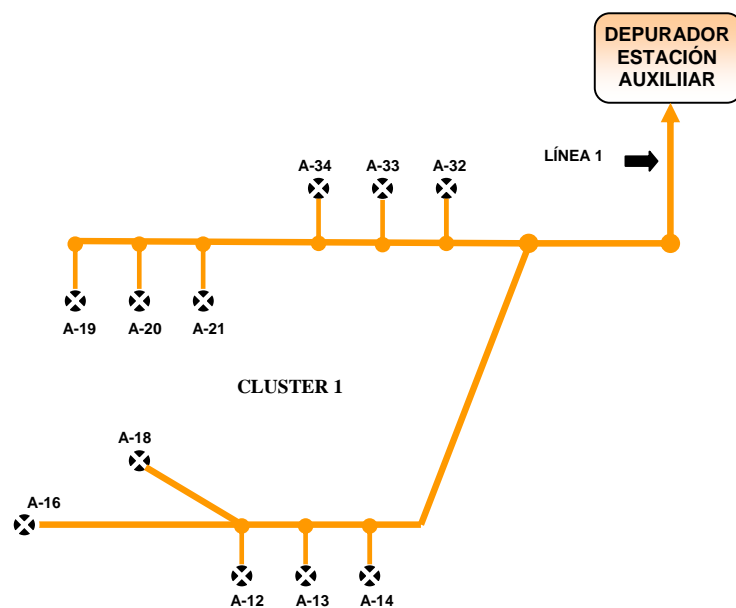 DEPURADOR
ESTACIÓN
AUXILIIAR
LÍNEA 1
A-34
A-33
A-32
A-19
A-20
A-21
CLUSTER 1
A-18
A-16
A-12
A-13
A-14